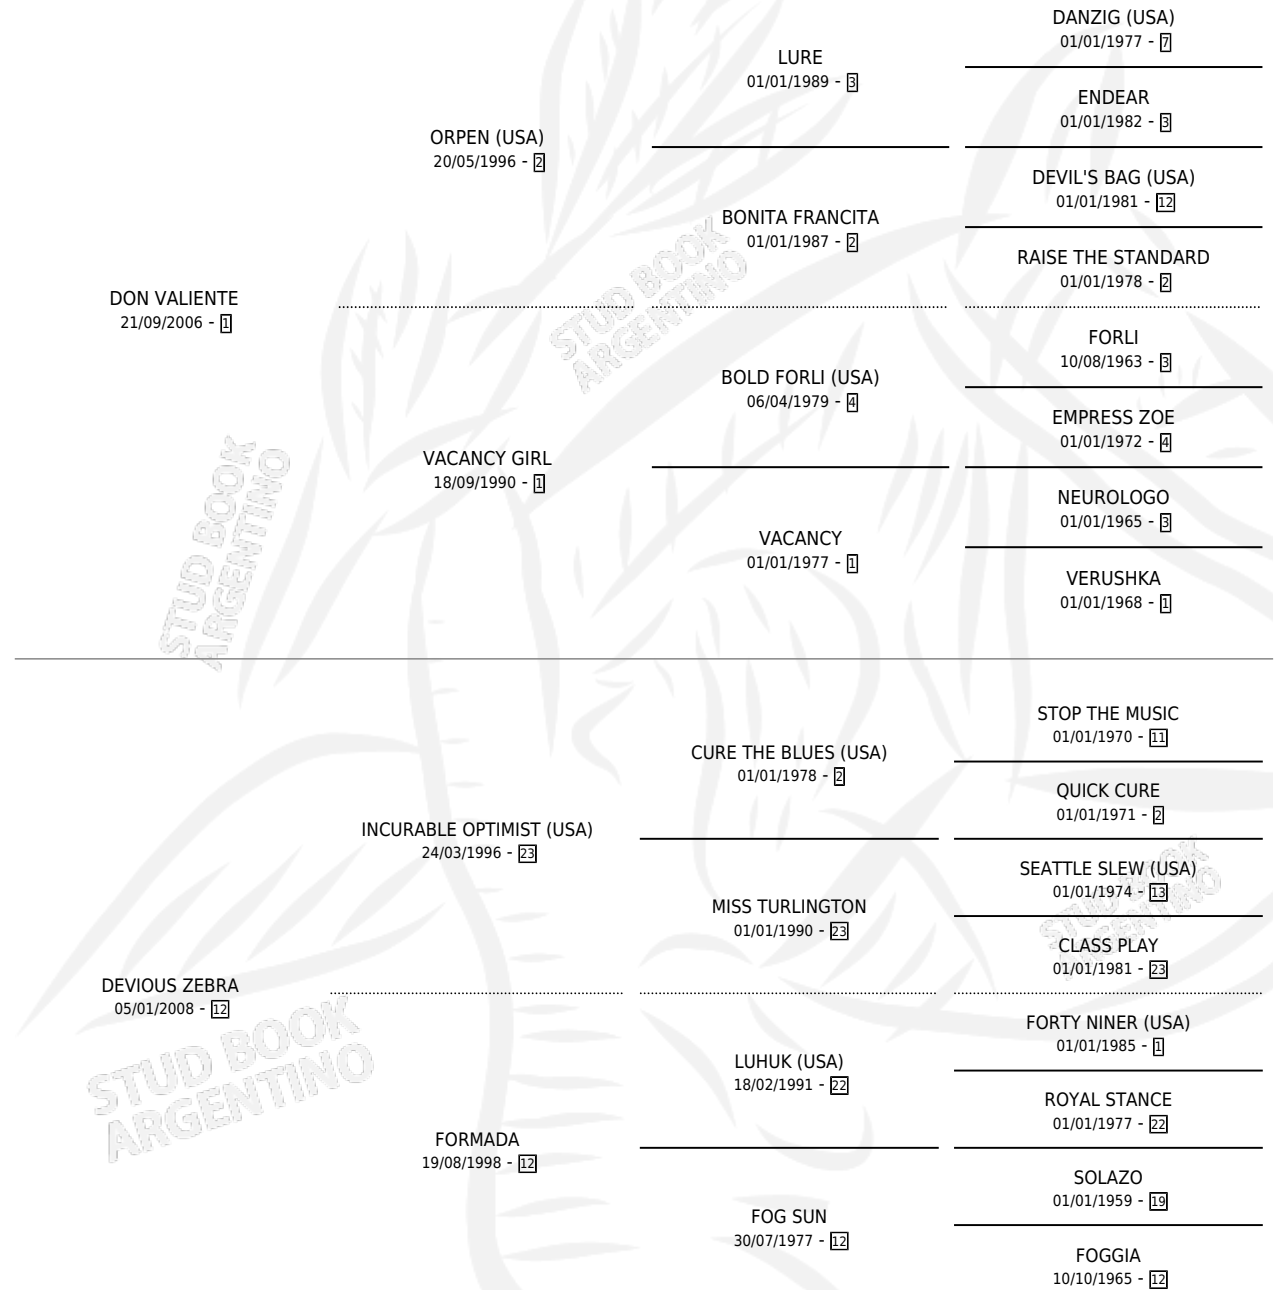 DANZIG (USA)
01/01/1977 - 7
LURE
01/01/1989 - 3
ENDEAR
01/01/1982 - 3
ORPEN (USA)
20/05/1996 - 2
DEVIL'S BAG (USA)
01/01/1981 - 12
BONITA FRANCITA
01/01/1987 - 2
RAISE THE STANDARD
01/01/1978 - 2
DON VALIENTE
21/09/2006 - 1
STUD BOOK
ARGENTINO
FORLI
10/08/1963 - 3
BOLD FORLI (USA)
06/04/1979 - 4
EMPRESS ZOE
01/01/1972 - 4
VACANCY GIRL
18/09/1990 - 1
NEUROLOGO
01/01/1965 - 3
VACANCY
01/01/1977 - 1
VERUSHKA
01/01/1968 - 1
STUD BOOK
ARGENTINO
STOP THE MUSIC
01/01/1970 - 11
CURE THE BLUES (USA)
01/01/1978 - 2
QUICK CURE
01/01/1971 - 2
INCURABLE OPTIMIST (USA)
24/03/1996 - 23
SEATTLE SLEW (USA)
01/01/1974 - 13
MISS TURLINGTON
01/01/1990 - 23
STUD BOOK
ARGENTINO
CLASS PLAY
01/01/1981 - 23
DEVIOUS ZEBRA
05/01/2008 - 12
STUD BOOK
ARGENTINO
FORTY NINER (USA)
01/01/1985 - 1
LUHUK (USA)
18/02/1991 - 22
ROYAL STANCE
01/01/1977 - 22
FORMADA
19/08/1998 - 12
SOLAZO
01/01/1959 - 19
FOG SUN
30/07/1977 - 12
FOGGIA
10/10/1965 - 12